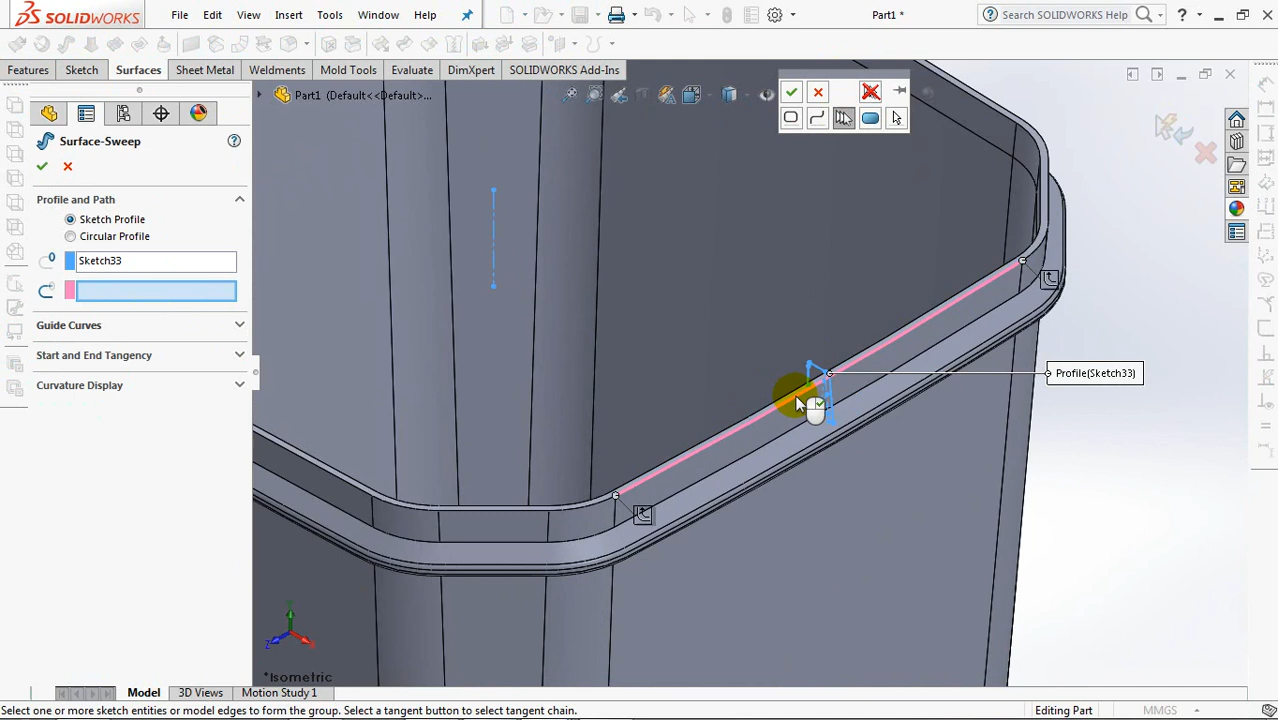 SOLIDWORKS File Edit View Insert Tools Window Help Part1 * Search SOLIDWORKS Help ?
Features Sketch Surfaces Sheet Metal Weldments Mold Tools Evaluate DimXpert SOLIDWORKS Add-Ins
Part1 (Default<<Default>...
Surface-Sweep ?
Profile and Path
Sketch Profile
Circular Profile
Sketch33
Guide Curves
Start and End Tangency
Curvature Display
Profile(Sketch33)
Y
Z X
*Isometric
Model 3D Views Motion Study 1
Select one or more sketch entities or model edges to form the group. Select a tangent button to select tangent chain. Editing Part MMGS